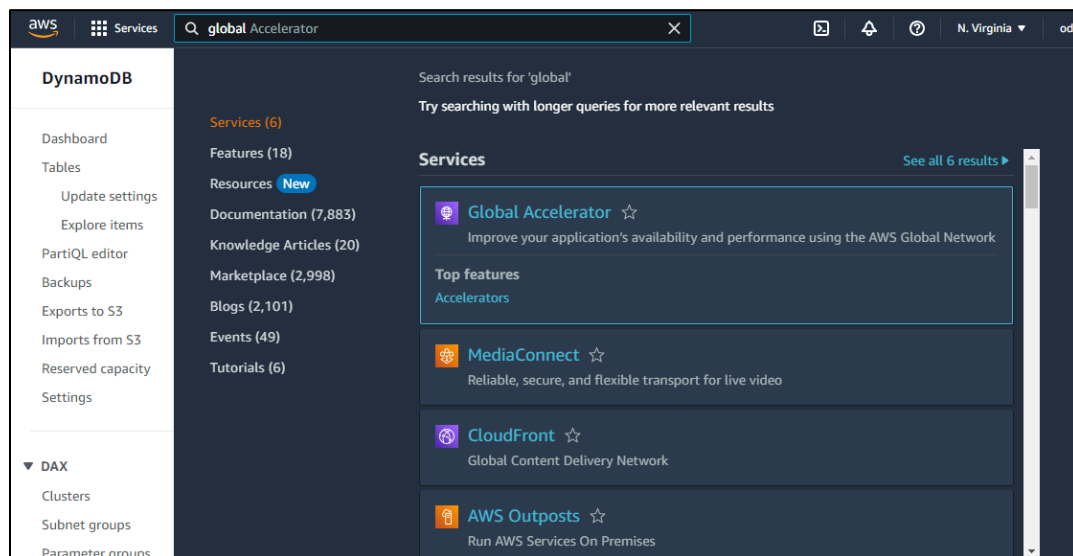 aws
Services
global Accelerator
N. Virginia
od
DynamoDB
Dashboard
Tables
Update settings
Explore items
PartiQL editor
Backups
Exports to S3
Imports from S3
Reserved capacity
Settings
DAX
Clusters
Subnet groups
Parameter groups
Services (6)
Features (18)
Resources New
Documentation (7,883)
Knowledge Articles (20)
Marketplace (2,998)
Blogs (2,101)
Events (49)
Tutorials (6)
Search results for 'global'
Try searching with longer queries for more relevant results
Services
See all 6 results
Global Accelerator
Improve your application's availability and performance using the AWS Global Network
Top features
Accelerators
MediaConnect
Reliable, secure, and flexible transport for live video
CloudFront
Global Content Delivery Network
AWS Outposts
Run AWS Services On Premises